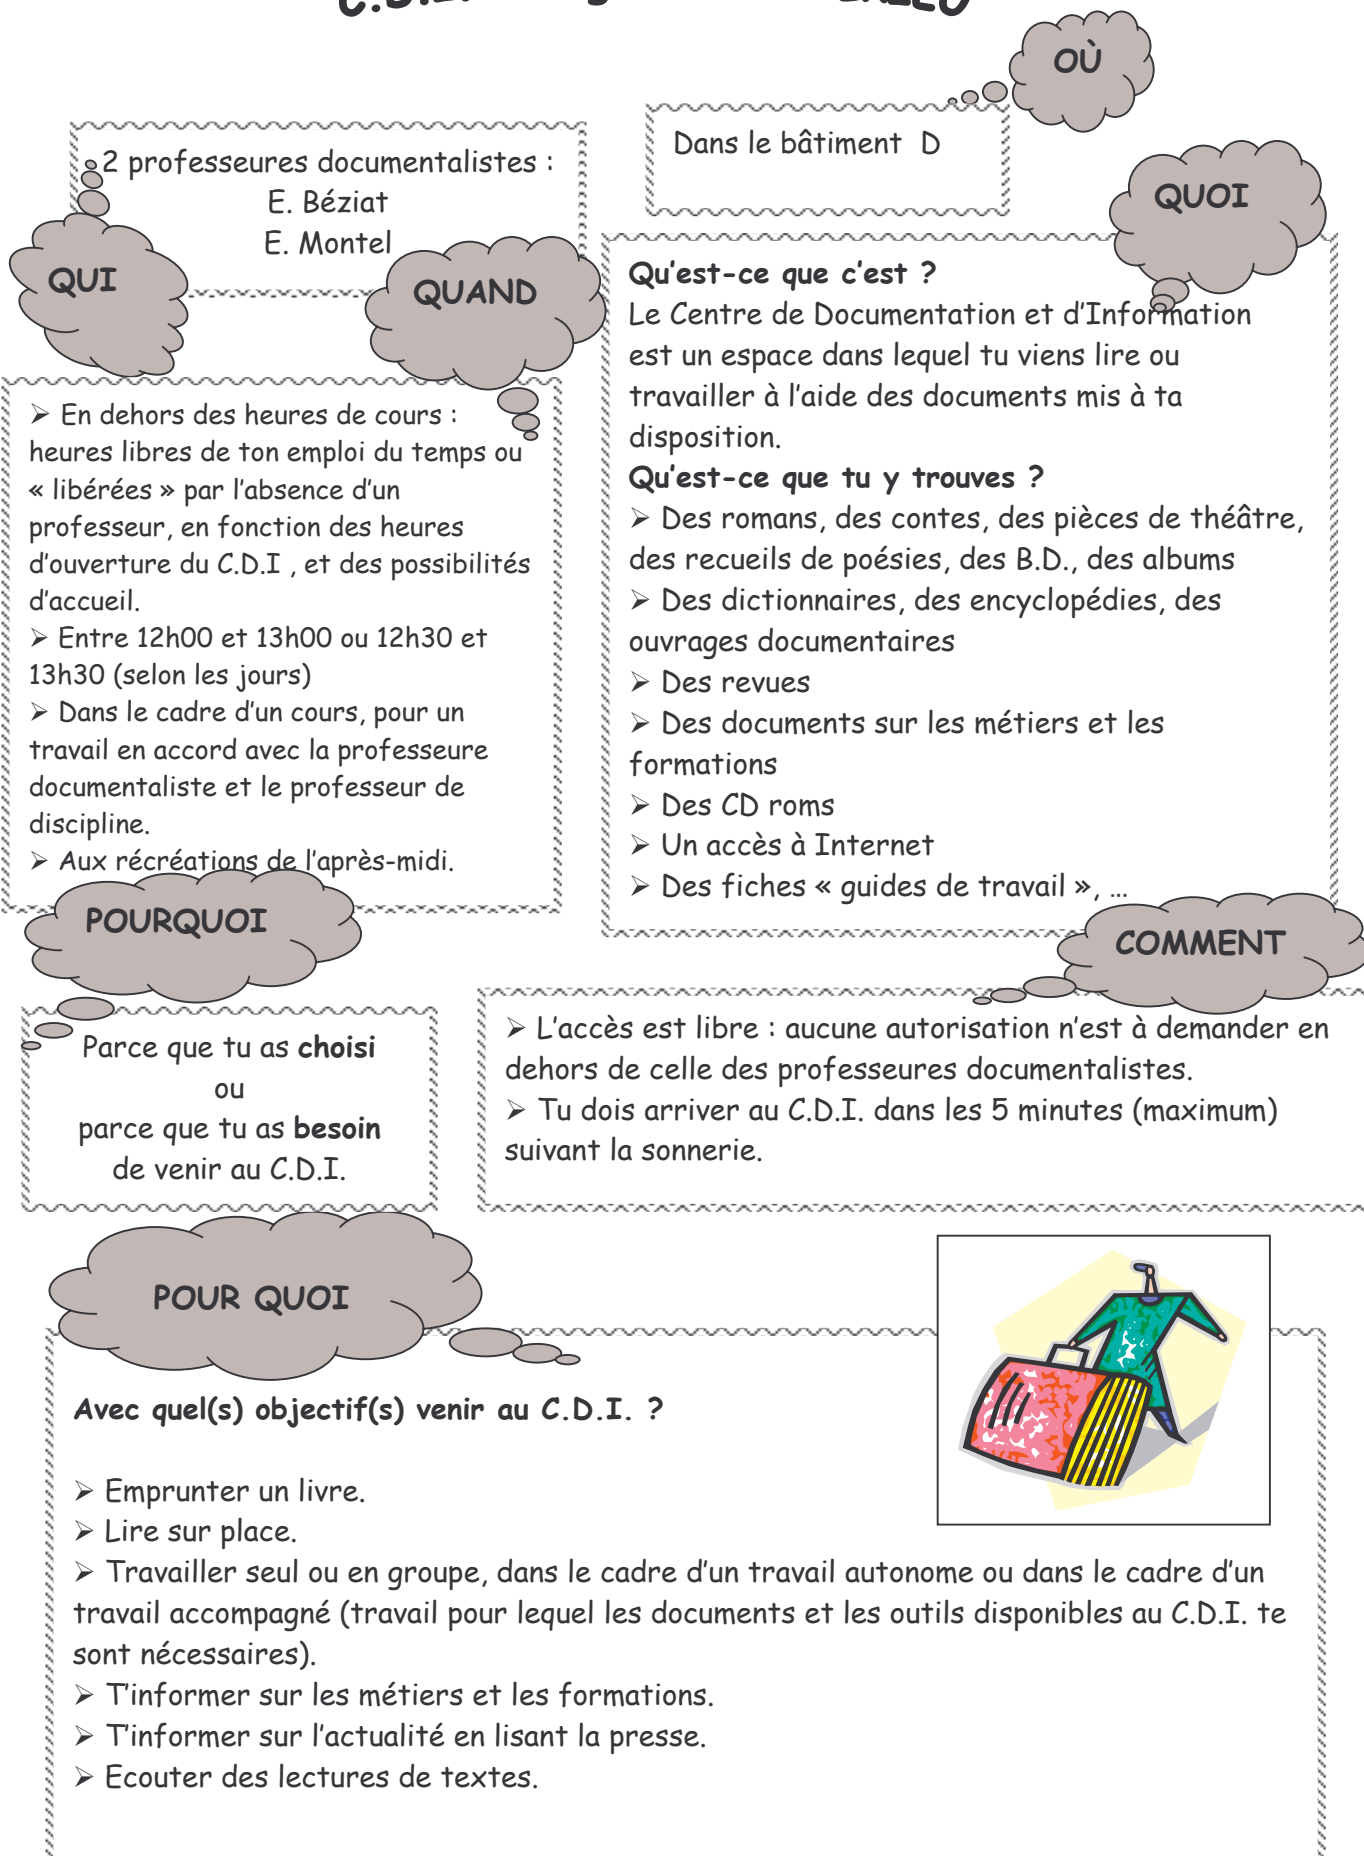 OÙ
Dans le bâtiment D
2 professeures documentalistes :
E. Béziat
E. Montel
QUI
QUAND
➢ En dehors des heures de cours :
heures libres de ton emploi du temps ou
« libérées » par l'absence d'un
professeur, en fonction des heures
d'ouverture du C.D.I , et des possibilités
d'accueil.
➢ Entre 12h00 et 13h00 ou 12h30 et
13h30 (selon les jours)
➢ Dans le cadre d'un cours, pour un
travail en accord avec la professeure
documentaliste et le professeur de
discipline.
➢ Aux récréations de l'après-midi.
QUOI
Qu'est-ce que c'est ?
Le Centre de Documentation et d'Information
est un espace dans lequel tu viens lire ou
travailler à l'aide des documents mis à ta
disposition.
Qu'est-ce que tu y trouves ?
➢ Des romans, des contes, des pièces de théâtre,
des recueils de poésies, des B.D., des albums
➢ Des dictionnaires, des encyclopédies, des
ouvrages documentaires
➢ Des revues
➢ Des documents sur les métiers et les
formations
➢ Des CD roms
➢ Un accès à Internet
➢ Des fiches « guides de travail », …
POURQUOI
Parce que tu as choisi
ou
parce que tu as besoin
de venir au C.D.I.
COMMENT
➢ L'accès est libre : aucune autorisation n'est à demander en
dehors de celle des professeures documentalistes.
➢ Tu dois arriver au C.D.I. dans les 5 minutes (maximum)
suivant la sonnerie.
POUR QUOI
Avec quel(s) objectif(s) venir au C.D.I. ?
➢ Emprunter un livre.
➢ Lire sur place.
➢ Travailler seul ou en groupe, dans le cadre d'un travail autonome ou dans le cadre d'un
travail accompagné (travail pour lequel les documents et les outils disponibles au C.D.I. te
sont nécessaires).
➢ T'informer sur les métiers et les formations.
➢ T'informer sur l'actualité en lisant la presse.
➢ Ecouter des lectures de textes.